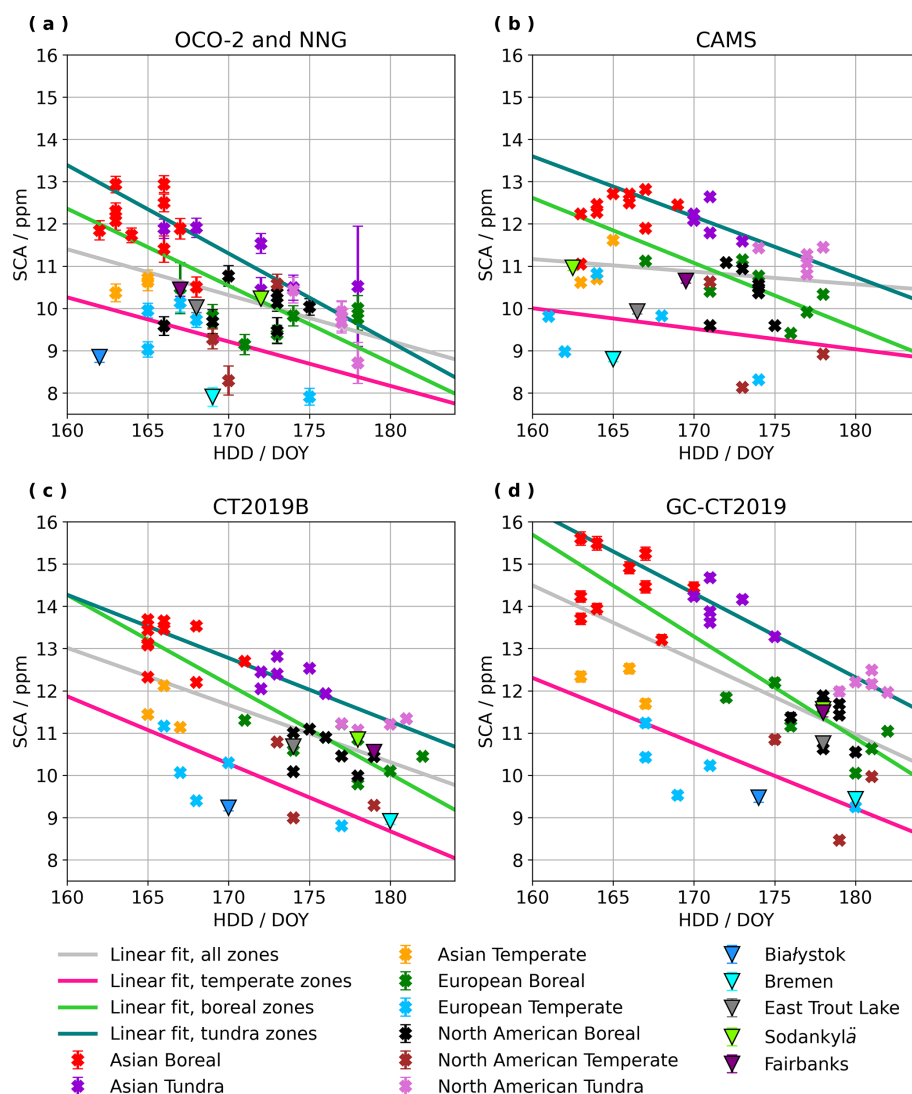 ( a )
OCO-2 and NNG
16
15
14
13
12
11
10
9
8
SCA / ppm
160 165 170 175 180
HDD / DOY
( b )
CAMS
16
15
14
13
12
11
10
9
8
SCA / ppm
160 165 170 175 180
HDD / DOY
( c )
CT2019B
16
15
14
13
12
11
10
9
8
SCA / ppm
160 165 170 175 180
HDD / DOY
( d )
GC-CT2019
16
15
14
13
12
11
10
9
8
SCA / ppm
160 165 170 175 180
HDD / DOY
Linear fit, all zones
Linear fit, temperate zones
Linear fit, boreal zones
Linear fit, tundra zones
Asian Boreal
Asian Tundra
Asian Temperate
European Boreal
European Temperate
North American Boreal
North American Temperate
North American Tundra
Białystok
Bremen
East Trout Lake
Sodankylä
Fairbanks